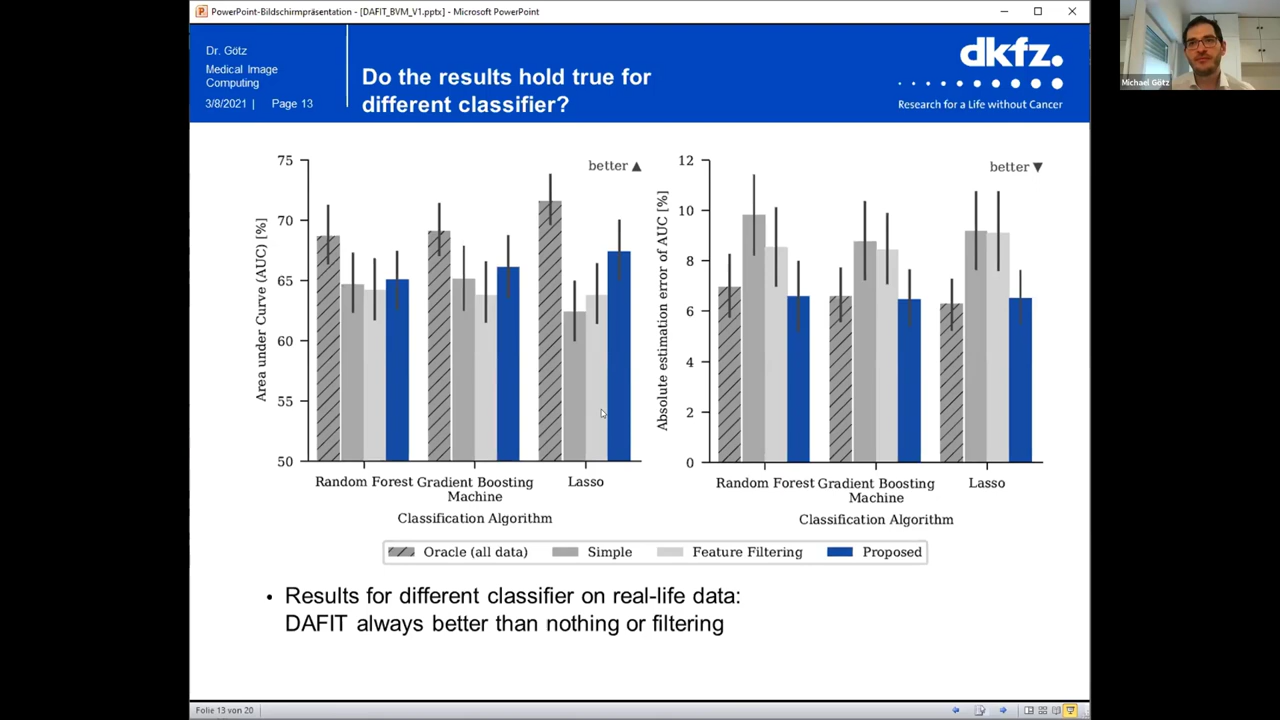 PowerPoint-Bildschirmpräsentation - [DAFIT_BVM_V1.pptx] - Microsoft PowerPoint
Dr. Götz
Medical Image
Computing
3/8/2021 | Page 13
Do the results hold true for
different classifier?
dkfz.
Research for a Life without Cancer
Michael Götz
better ▲
Area under Curve (AUC) [%]
75
70
65
60
55
50
Random Forest
Gradient Boosting
Machine
Lasso
Classification Algorithm
better ▼
Absolute estimation error of AUC [%]
12
10
8
6
4
2
0
Random Forest
Gradient Boosting
Machine
Lasso
Classification Algorithm
Oracle (all data)
Simple
Feature Filtering
Proposed
• Results for different classifier on real-life data:
DAFIT always better than nothing or filtering
Folie 13 von 20